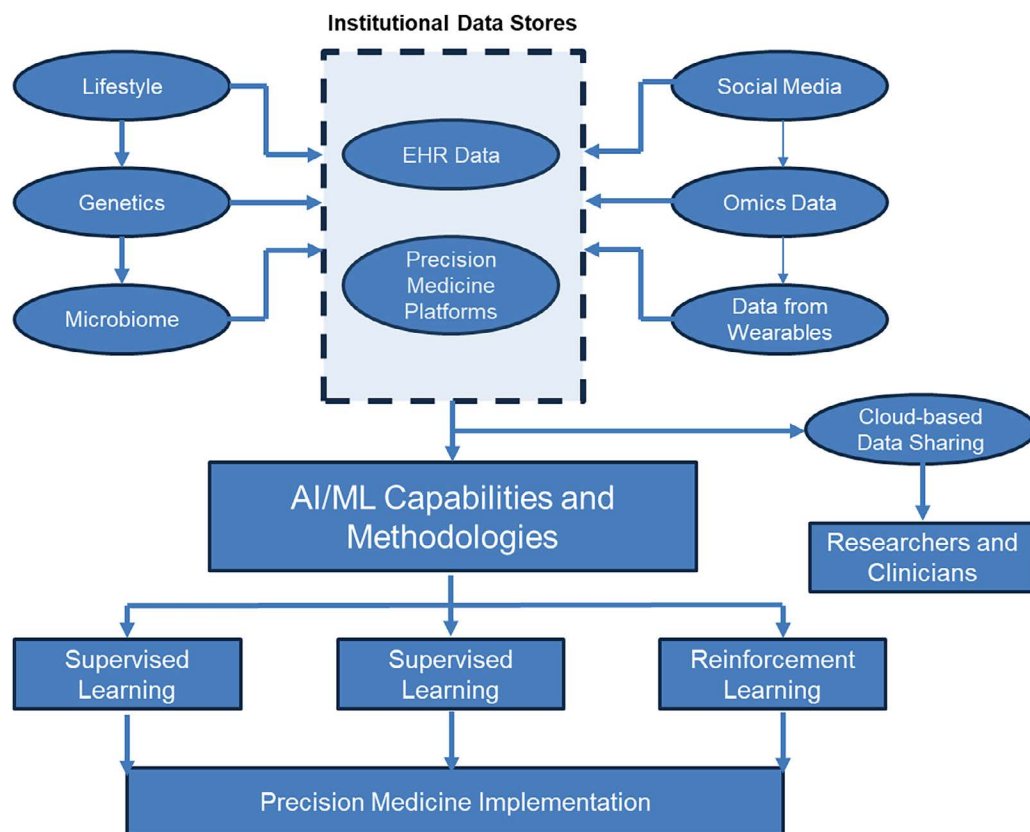 Institutional Data Stores
Lifestyle
Social Media
EHR Data
Genetics
Omics Data
Precision
Medicine
Platforms
Microbiome
Data from
Wearables
Cloud-based
Data Sharing
AI/ML Capabilities and
Methodologies
Researchers and
Clinicians
Supervised
Learning
Supervised
Learning
Reinforcement
Learning
Precision Medicine Implementation